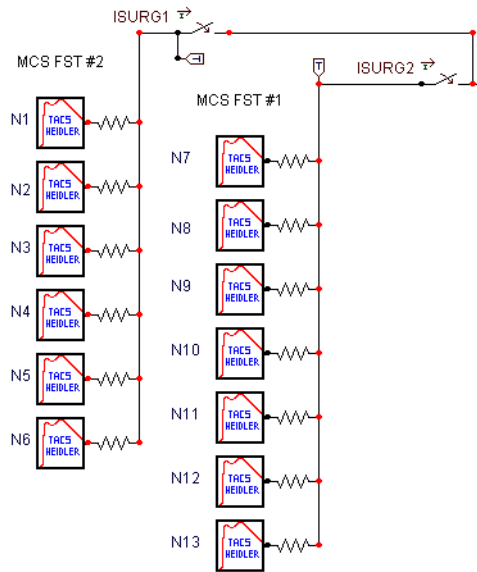 ISURG1
MCS FST #2
T
T
ISURG2
MCS FST #1
N1
TACS
HEIDLER
N2
TACS
HEIDLER
N3
TACS
HEIDLER
N4
TACS
HEIDLER
N5
TACS
HEIDLER
N6
TACS
HEIDLER
N7
TACS
HEIDLER
N8
TACS
HEIDLER
N9
TACS
HEIDLER
N10
TACS
HEIDLER
N11
TACS
HEIDLER
N12
TACS
HEIDLER
N13
TACS
HEIDLER